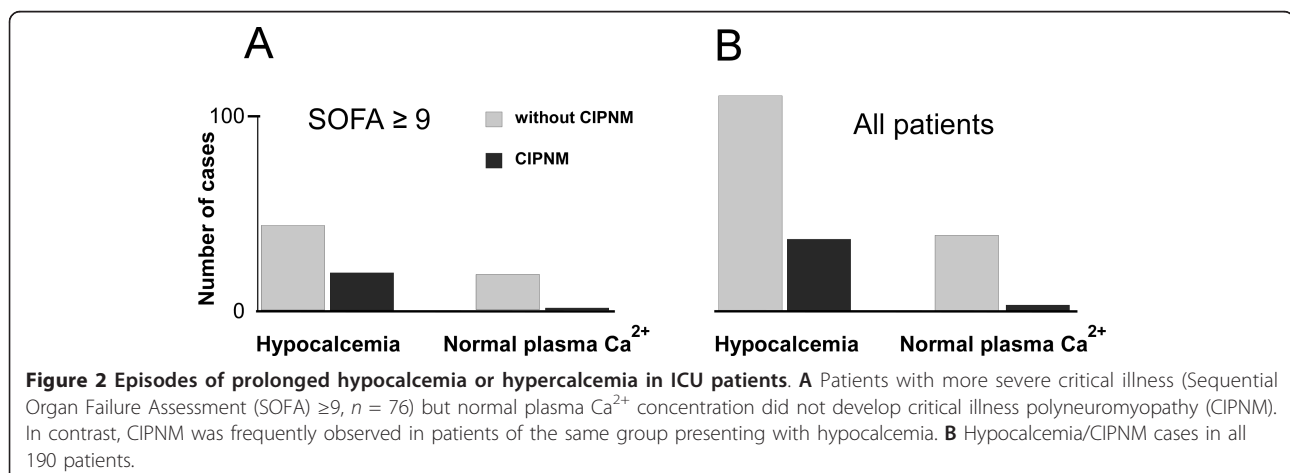 A
B
100
SOFA ≥ 9
without CIPNM
CIPNM
All patients
Number of cases
0
Hypocalcemia
Normal plasma Ca²⁺
Hypocalcemia
Normal plasma Ca²⁺
Figure 2 Episodes of prolonged hypocalcemia or hypercalcemia in ICU patients. A Patients with more severe critical illness (Sequential
Organ Failure Assessment (SOFA) ≥9, n = 76) but normal plasma Ca²⁺ concentration did not develop critical illness polyneuromyopathy (CIPNM).
In contrast, CIPNM was frequently observed in patients of the same group presenting with hypocalcemia. B Hypocalcemia/CIPNM cases in all
190 patients.